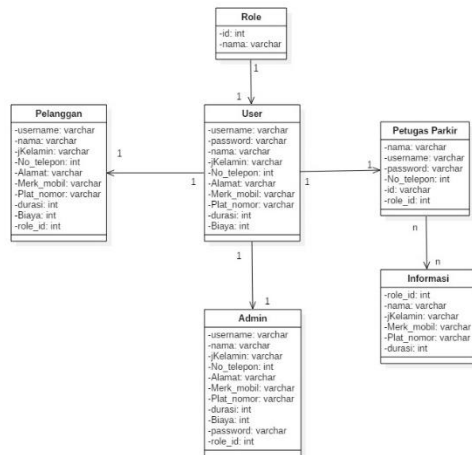 Role
-id: int
-nama: varchar
1
1
Pelanggan
-username: varchar
-nama: varchar
-jKelamin: varchar
-No_telepon: int
-Alamat: varchar
-Merk_mobil: varchar
-Plat_nomor: varchar
-durasi: int
-Biaya: int
-role_id: int
1
1
User
-username: varchar
-password: varchar
-nama: varchar
-jKelamin: varchar
-No_telepon: int
-Alamat: varchar
-Merk_mobil: varchar
-Plat_nomor: varchar
-durasi: int
-Biaya: int
1
1
Petugas Parkir
-nama: varchar
-username: varchar
-password: varchar
-No_telepon: int
-id: varchar
-role_id: int
n
n
Informasi
-role_id: int
-nama: varchar
-jKelamin: varchar
-Merk_mobil: varchar
-Plat_nomor: varchar
-durasi: int
1
1
Admin
-username: varchar
-nama: varchar
-jKelamin: varchar
-No_telepon: int
-Alamat: varchar
-Merk_mobil: varchar
-Plat_nomor: varchar
-durasi: int
-Biaya: int
-password: varchar
-role_id: int